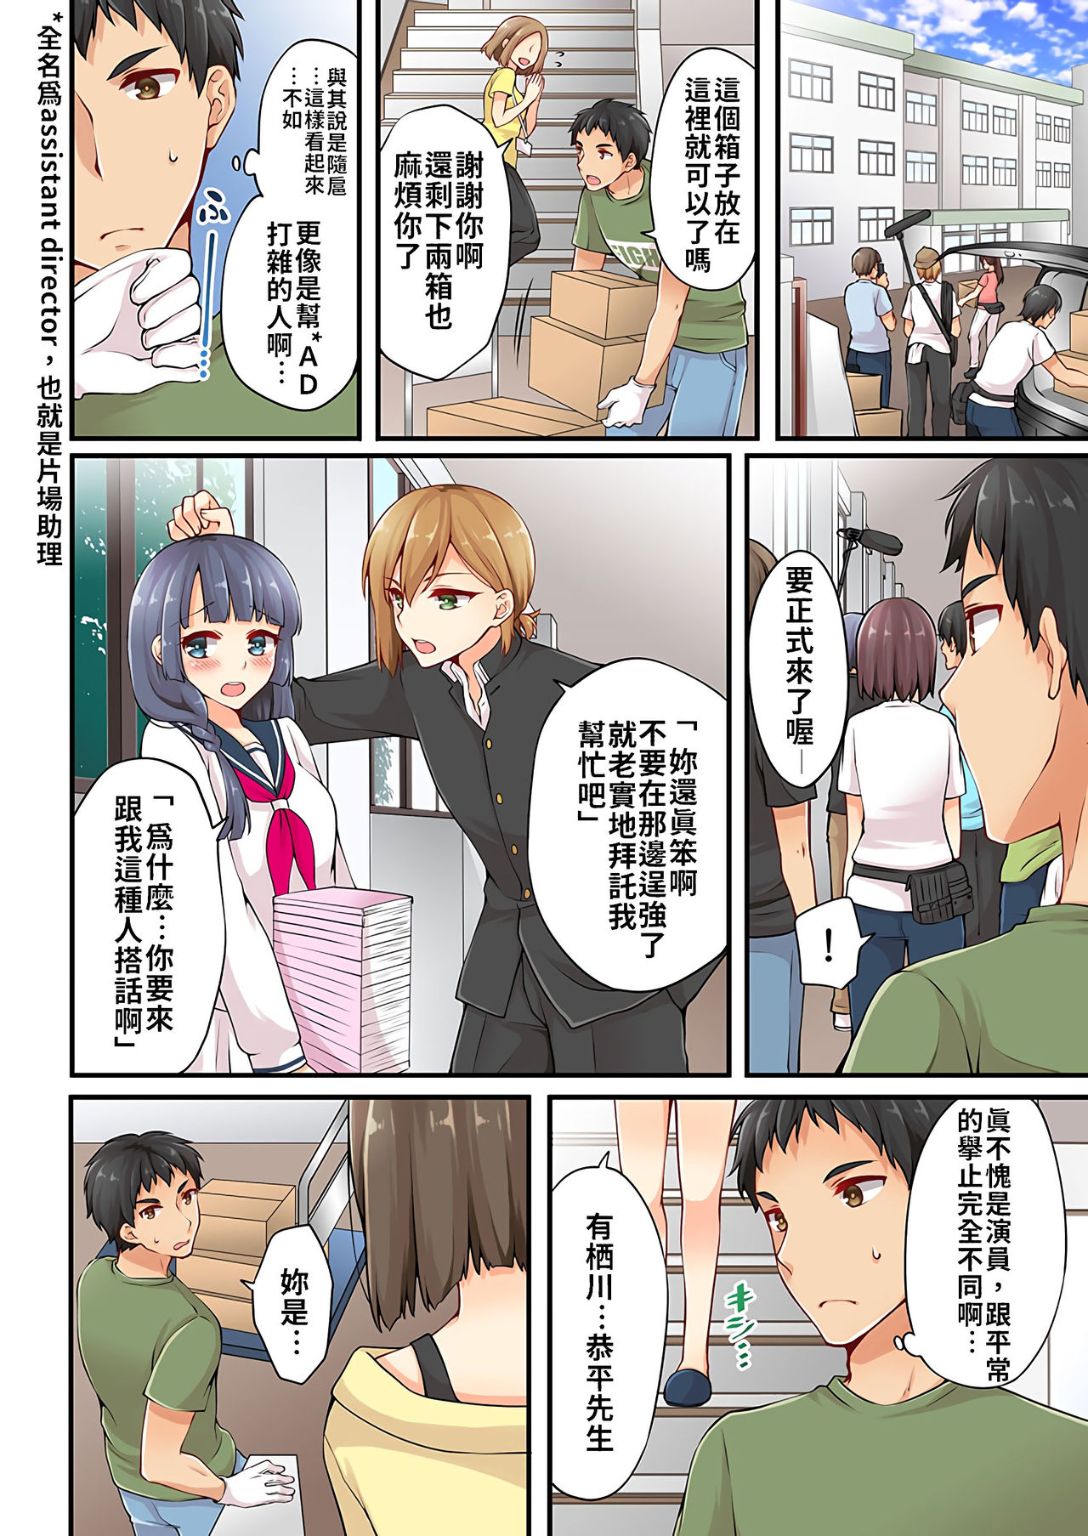 這個箱子放在
這裡就可以了嗎
謝謝你啊
還剩下兩箱也
麻煩你了
與其說是隨扈
…這樣看起來
…不如
更像是幫*AD
打雜的人啊…
ふー…
*全名爲assistant director，也就是片場助理
要正式來了喔—
！
「妳還眞笨啊
不要在那邊逞強了
就老實地拜託我
幫忙吧」
「爲什麼…你要來
跟我這種人搭話啊」
眞不愧是演員，跟平常
的擧止完全不同啊…
キシ…
有栖川…恭平先生
妳是…